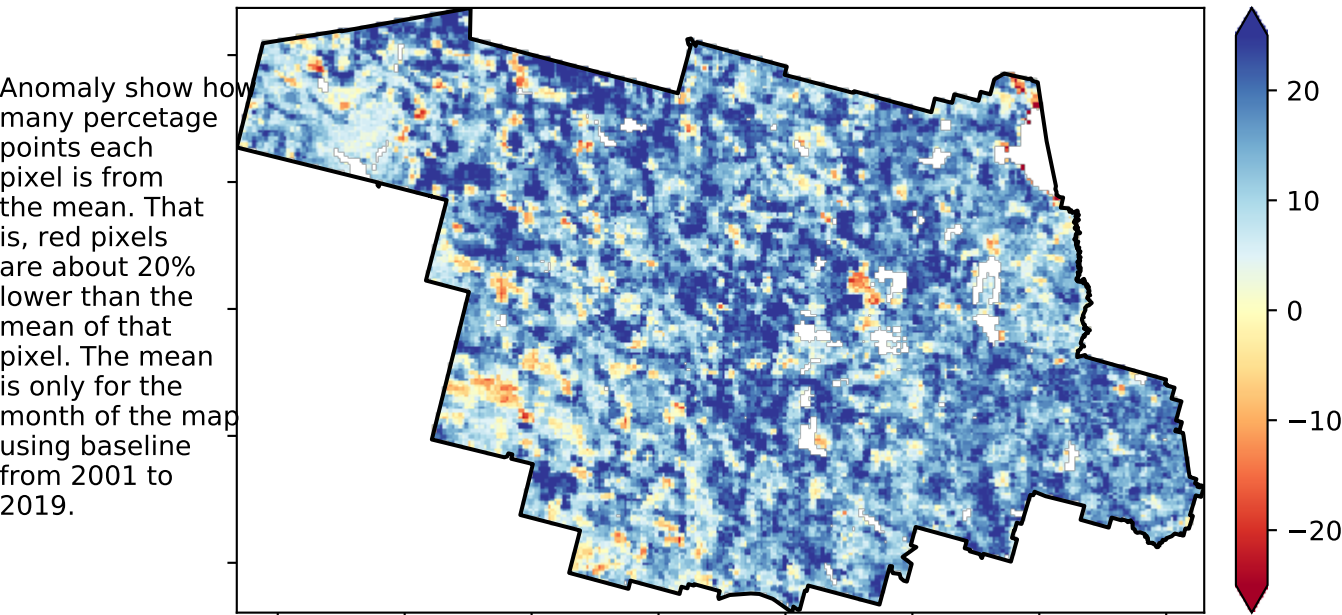 Anomaly show how
many percetage
points each
pixel is from
the mean. That
is, red pixels
are about 20%
lower than the
mean of that
pixel. The mean
is only for the
month of the map
using baseline
from 2001 to
2019.
20
10
0
−10
−20